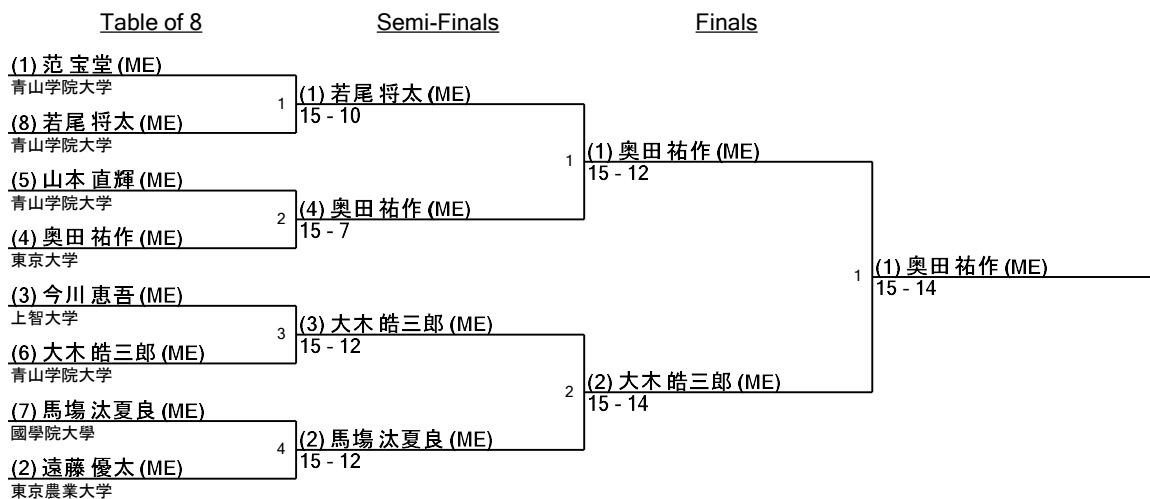 Table of 8
Semi-Finals
Finals
(1) 范 宝堂 (ME)
青山学院大学
1
(8) 若尾 将太 (ME)
青山学院大学
(5) 山本 直輝 (ME)
青山学院大学
2
(4) 奥田 祐作 (ME)
東京大学
(3) 今川 恵吾 (ME)
上智大学
3
(6) 大木 皓三郎 (ME)
青山学院大学
(7) 馬塲 汰夏良 (ME)
國學院大學
4
(2) 遠藤 優太 (ME)
東京農業大学
(1) 若尾 将太 (ME)
15 - 10
1
(4) 奥田 祐作 (ME)
15 - 7
(3) 大木 皓三郎 (ME)
15 - 12
2
(2) 馬塲 汰夏良 (ME)
15 - 12
(1) 奥田 祐作 (ME)
15 - 12
1
(2) 大木 皓三郎 (ME)
15 - 14
(1) 奥田 祐作 (ME)
15 - 14